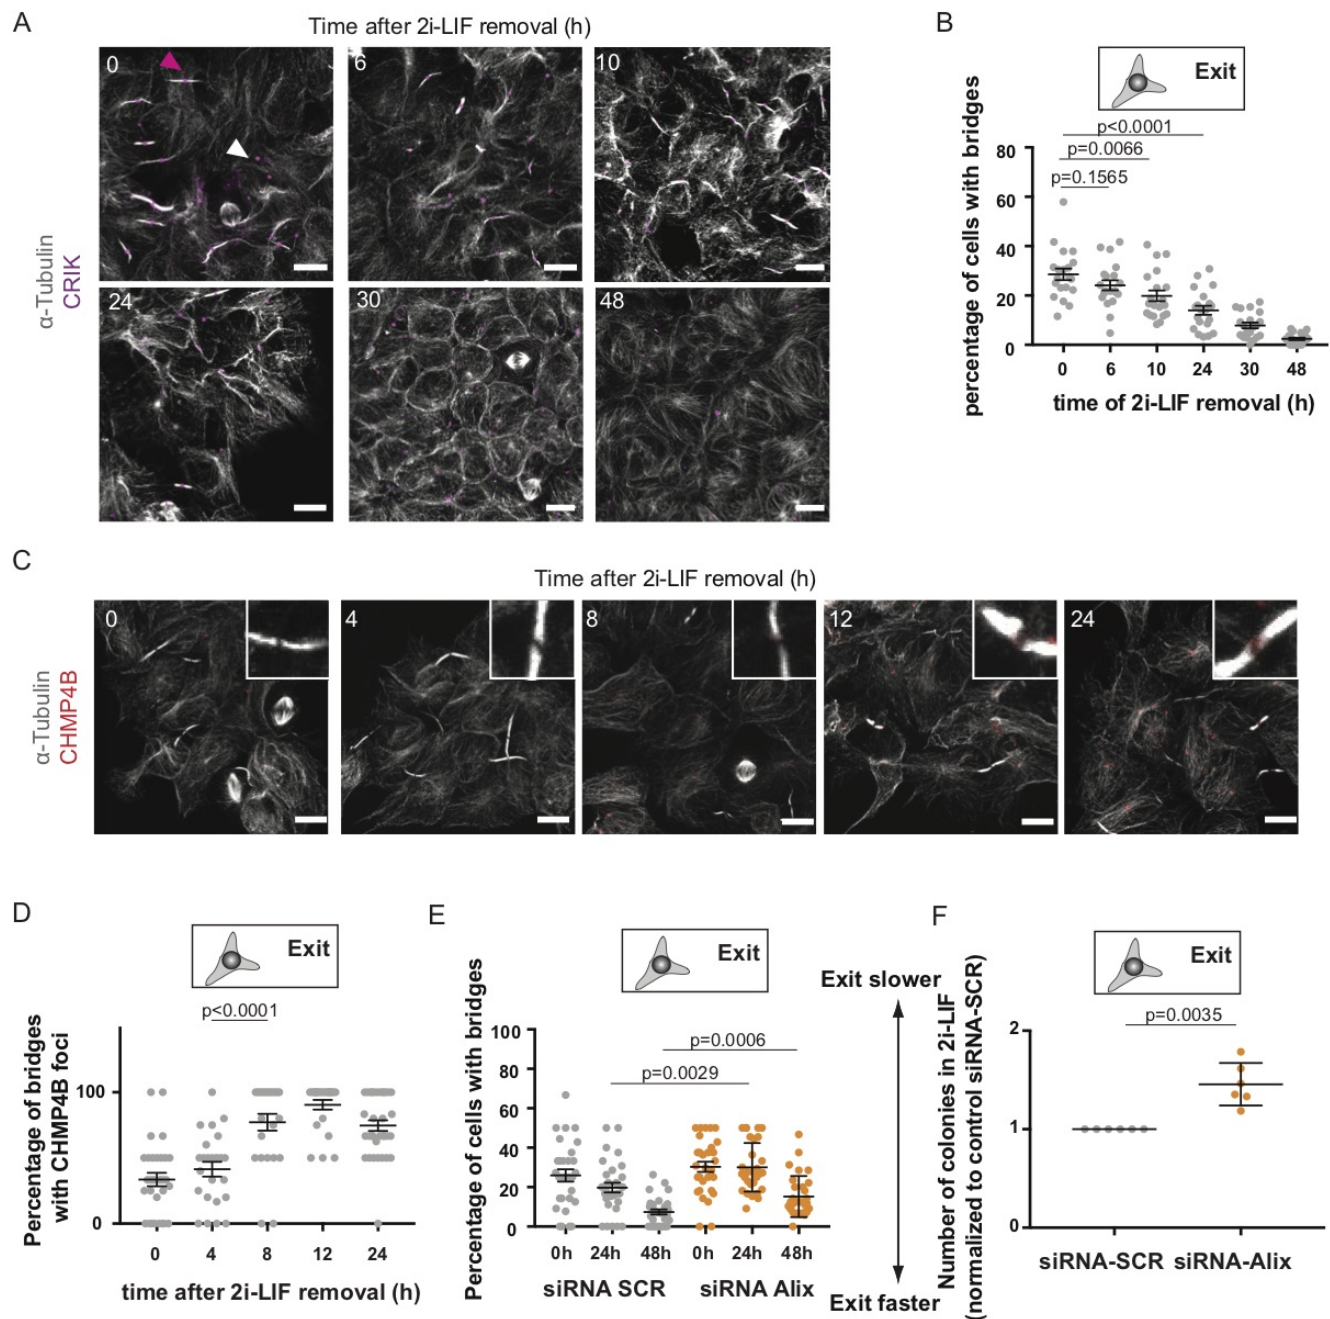 A
Time after 2i-LIF removal (h)
0
6
10
24
30
48
α-Tubulin
CRIK
B
Exit
p<0.0001
p=0.0066
p=0.1565
percentage of cells with bridges
80
60
40
20
0
0 6 10 24 30 48
time of 2i-LIF removal (h)
C
Time after 2i-LIF removal (h)
0
4
8
12
24
α-Tubulin
CHMP4B
D
Exit
p<0.0001
Percentage of bridges
with CHMP4B foci
100
0
0 4 8 12 24
time after 2i-LIF removal (h)
E
Exit
p=0.0006
p=0.0029
Percentage of cells with bridges
100
80
60
40
20
0
0h 24h 48h 0h 24h 48h
siRNA SCR siRNA Alix
Exit slower
Exit faster
F
Exit
p=0.0035
Number of colonies in 2i-LIF
(normalized to control siRNA-SCR)
2
1
0
siRNA-SCR siRNA-Alix